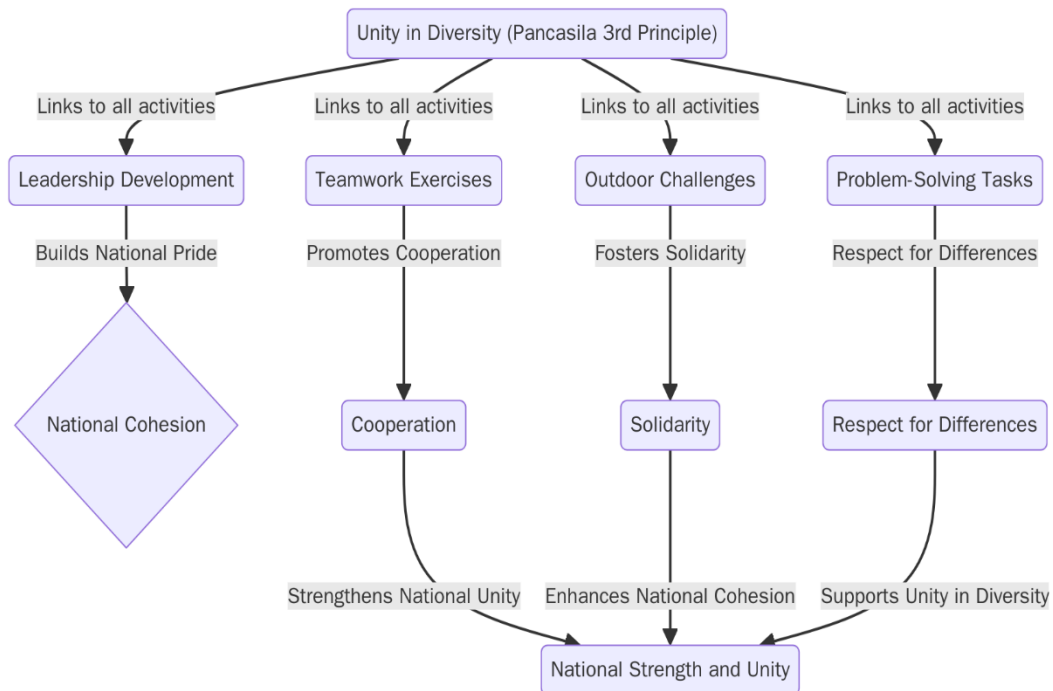 Unity in Diversity (Pancasila 3rd Principle)
Links to all activities
Links to all activities
Links to all activities
Links to all activities
Leadership Development
Teamwork Exercises
Outdoor Challenges
Problem-Solving Tasks
Builds National Pride
Promotes Cooperation
Fosters Solidarity
Respect for Differences
National Cohesion
Cooperation
Solidarity
Respect for Differences
Strengthens National Unity
Enhances National Cohesion
Supports Unity in Diversity
National Strength and Unity